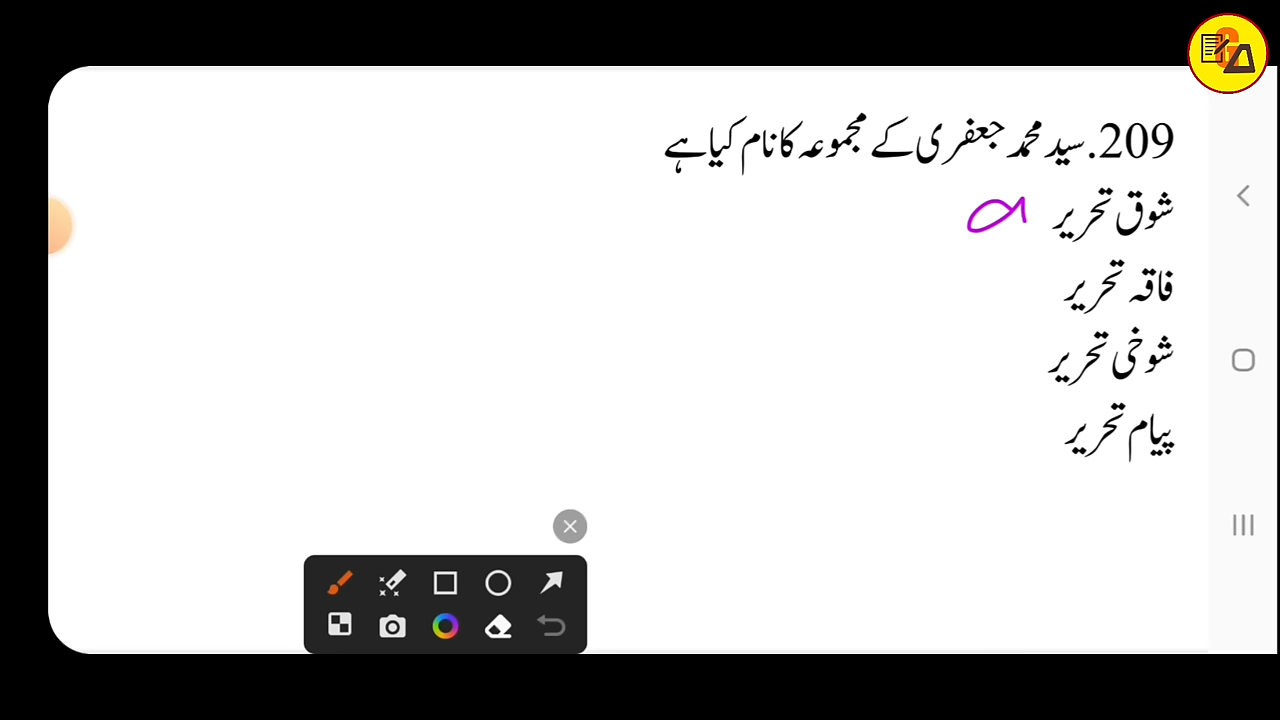 209.سید محمد جعفری کے مجموعہ کا نام کیا ہے
شوق تحریر a
فاقہ تحریر
شوخی تحریر
پیام تحریر